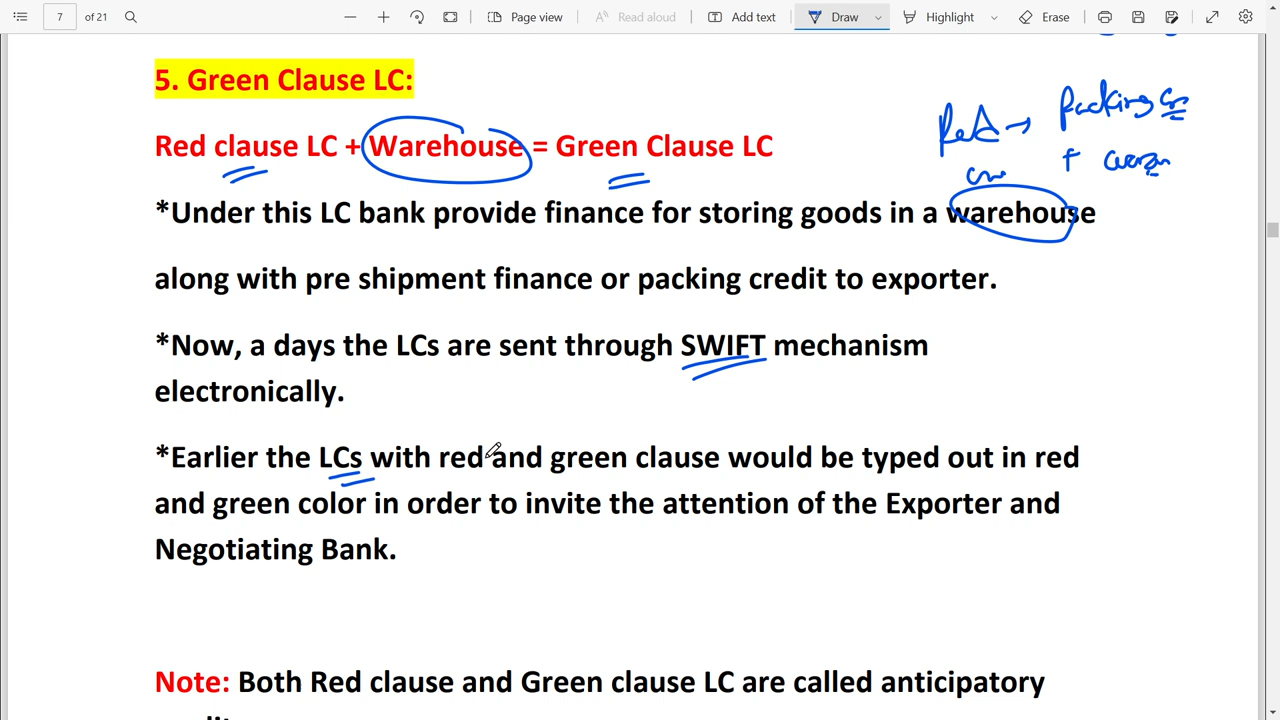 7 of 21 Page view Read aloud Add text Draw Highlight Erase
5. Green Clause LC:
Red clause LC + Warehouse = Green Clause LC
Red → Packing
+
*Under this LC bank provide finance for storing goods in a warehouse
along with pre shipment finance or packing credit to exporter.
*Now, a days the LCs are sent through SWIFT mechanism
electronically.
*Earlier the LCs with red and green clause would be typed out in red
and green color in order to invite the attention of the Exporter and
Negotiating Bank.
Note: Both Red clause and Green clause LC are called anticipatory